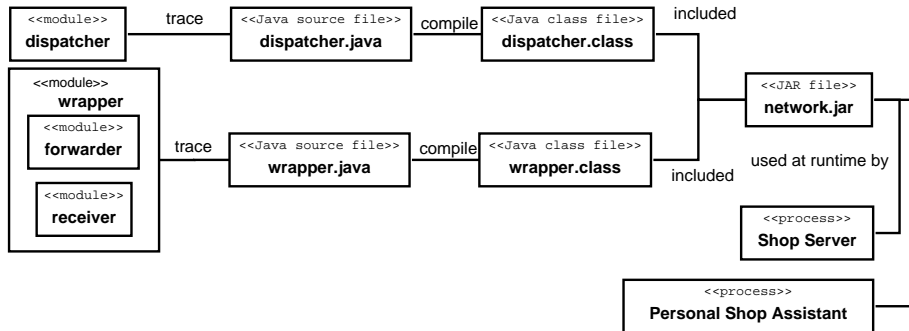 <<module>>
dispatcher
trace
<<Java source file>>
dispatcher.java
compile
<<Java class file>>
dispatcher.class
included
<<module>>
wrapper
<<module>>
forwarder
<<module>>
receiver
trace
<<Java source file>>
wrapper.java
compile
<<Java class file>>
wrapper.class
included
<<JAR file>>
network.jar
used at runtime by
<<process>>
Shop Server
<<process>>
Personal Shop Assistant